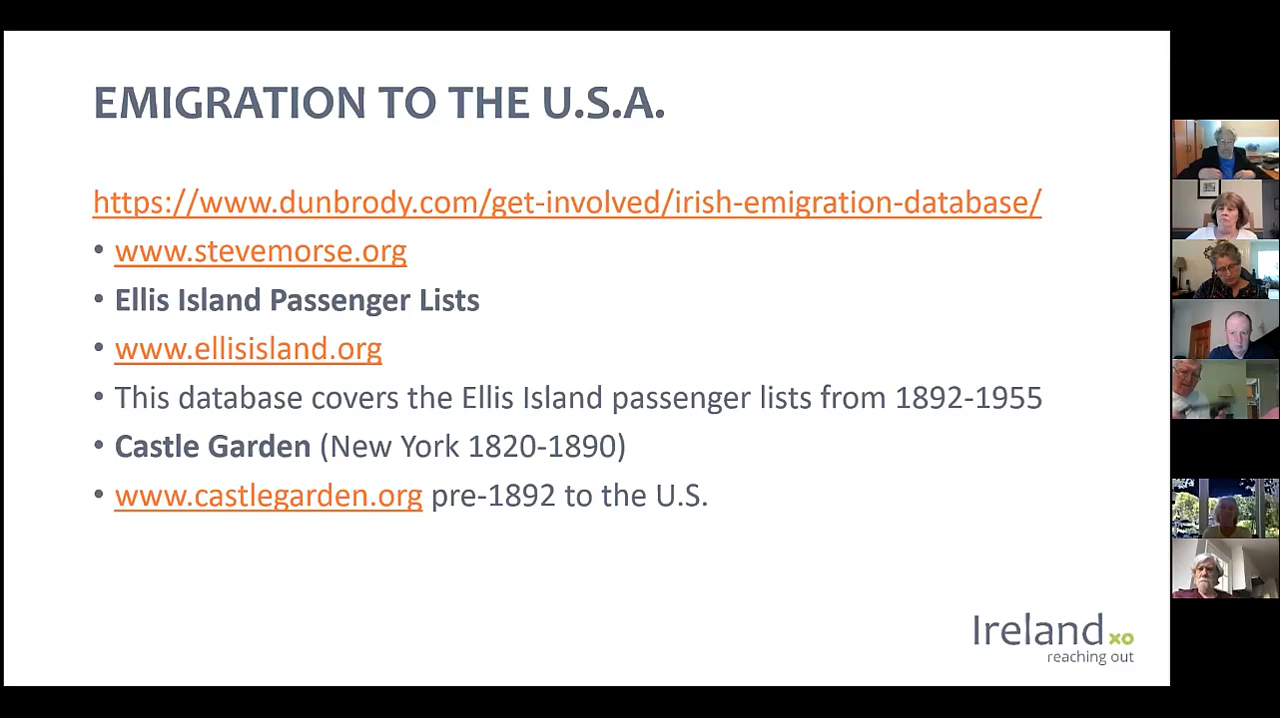 EMIGRATION TO THE U.S.A.
https://www.dunbrody.com/get-involved/irish-emigration-database/
• www.stevemorse.org
• Ellis Island Passenger Lists
• www.ellisisland.org
• This database covers the Ellis Island passenger lists from 1892-1955
• Castle Garden (New York 1820-1890)
• www.castlegarden.org pre-1892 to the U.S.
Ireland xo
reaching out